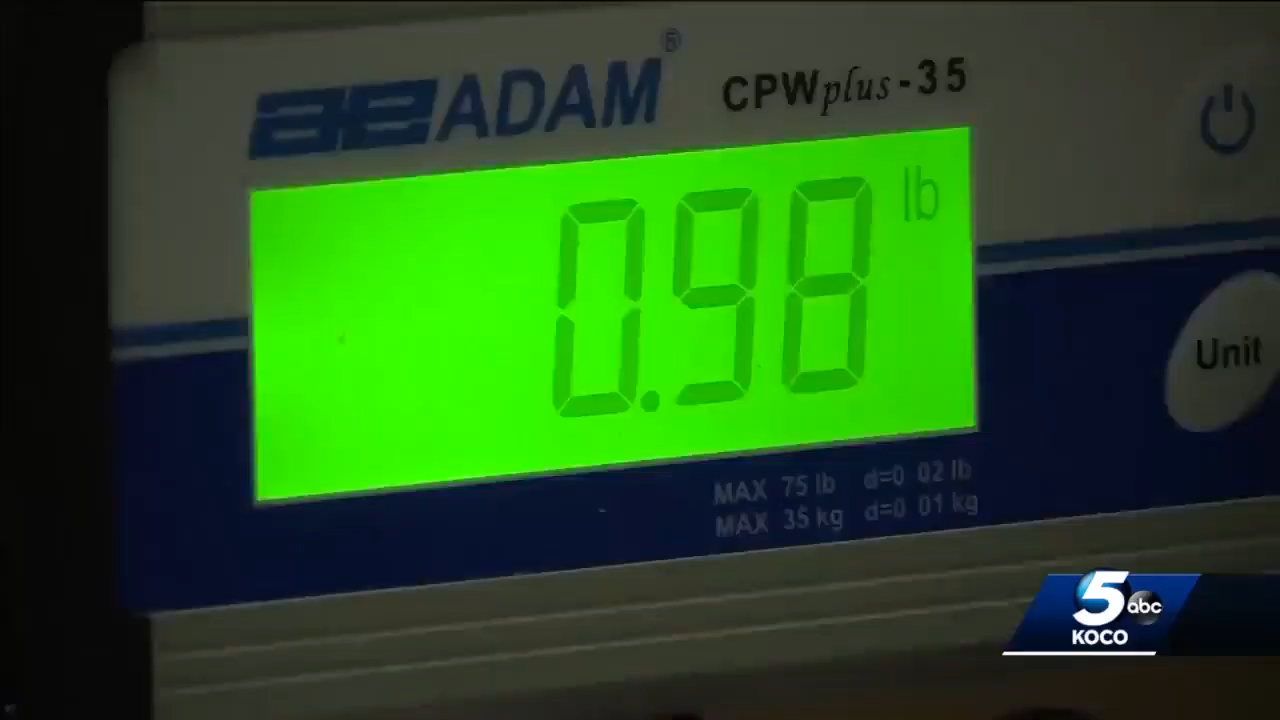 ae ADAM®
CPWplus-35
0.98 lb
Unit
MAX 75 lb d=0 02 lb
MAX 35 kg d=0 01 kg
5 abc
KOCO